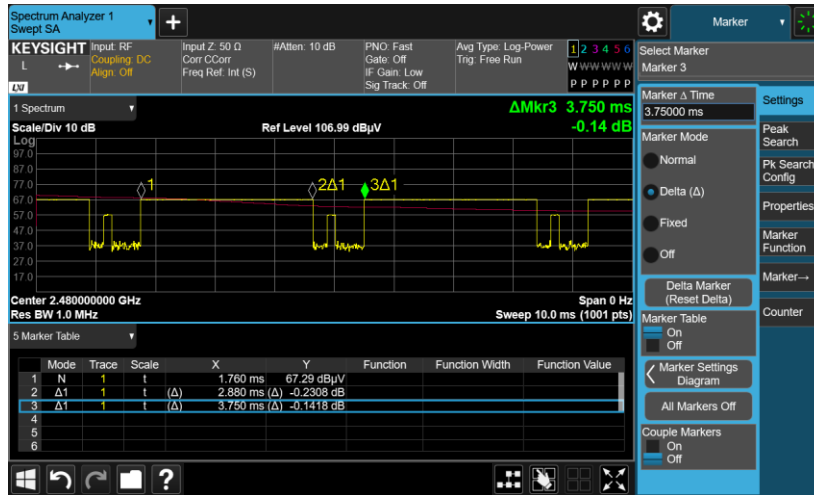 Spectrum Analyzer 1
Swept SA
Marker
KEYSIGHT
L
LXI
Input: RF
Coupling: DC
Align: Off
Input Z: 50 Ω
Corr CCorr
Freq Ref: Int (S)
#Atten: 10 dB
PNO: Fast
Gate: Off
IF Gain: Low
Sig Track: Off
Avg Type: Log-Power
Trig: Free Run
1 2 3 4 5 6
W W W W W W
P P P P P P
Select Marker
Marker 3
1 Spectrum
ΔMkr3 3.750 ms
Scale/Div 10 dB
Ref Level 106.99 dBµV
-0.14 dB
Log
97.0
87.0
77.0
67.0
57.0
47.0
37.0
27.0
17.0
1
2Δ1
3Δ1
Center 2.480000000 GHz
Span 0 Hz
Res BW 1.0 MHz
Sweep 10.0 ms (1001 pts)
5 Marker Table
Mode Trace Scale X Y Function Function Width Function Value
1 N 1 t 1.760 ms 67.29 dBµV
2 Δ1 1 t (Δ) 2.880 ms (Δ) -0.2308 dB
3 Δ1 1 t (Δ) 3.750 ms (Δ) -0.1418 dB
4
5
6
?
Marker Δ Time
3.75000 ms
Marker Mode
Normal
Delta (Δ)
Fixed
Off
Delta Marker
(Reset Delta)
Marker Table
On
Off
Marker Settings
Diagram
All Markers Off
Couple Markers
On
Off
Settings
Peak
Search
Pk Search
Config
Properties
Marker
Function
Marker→
Counter